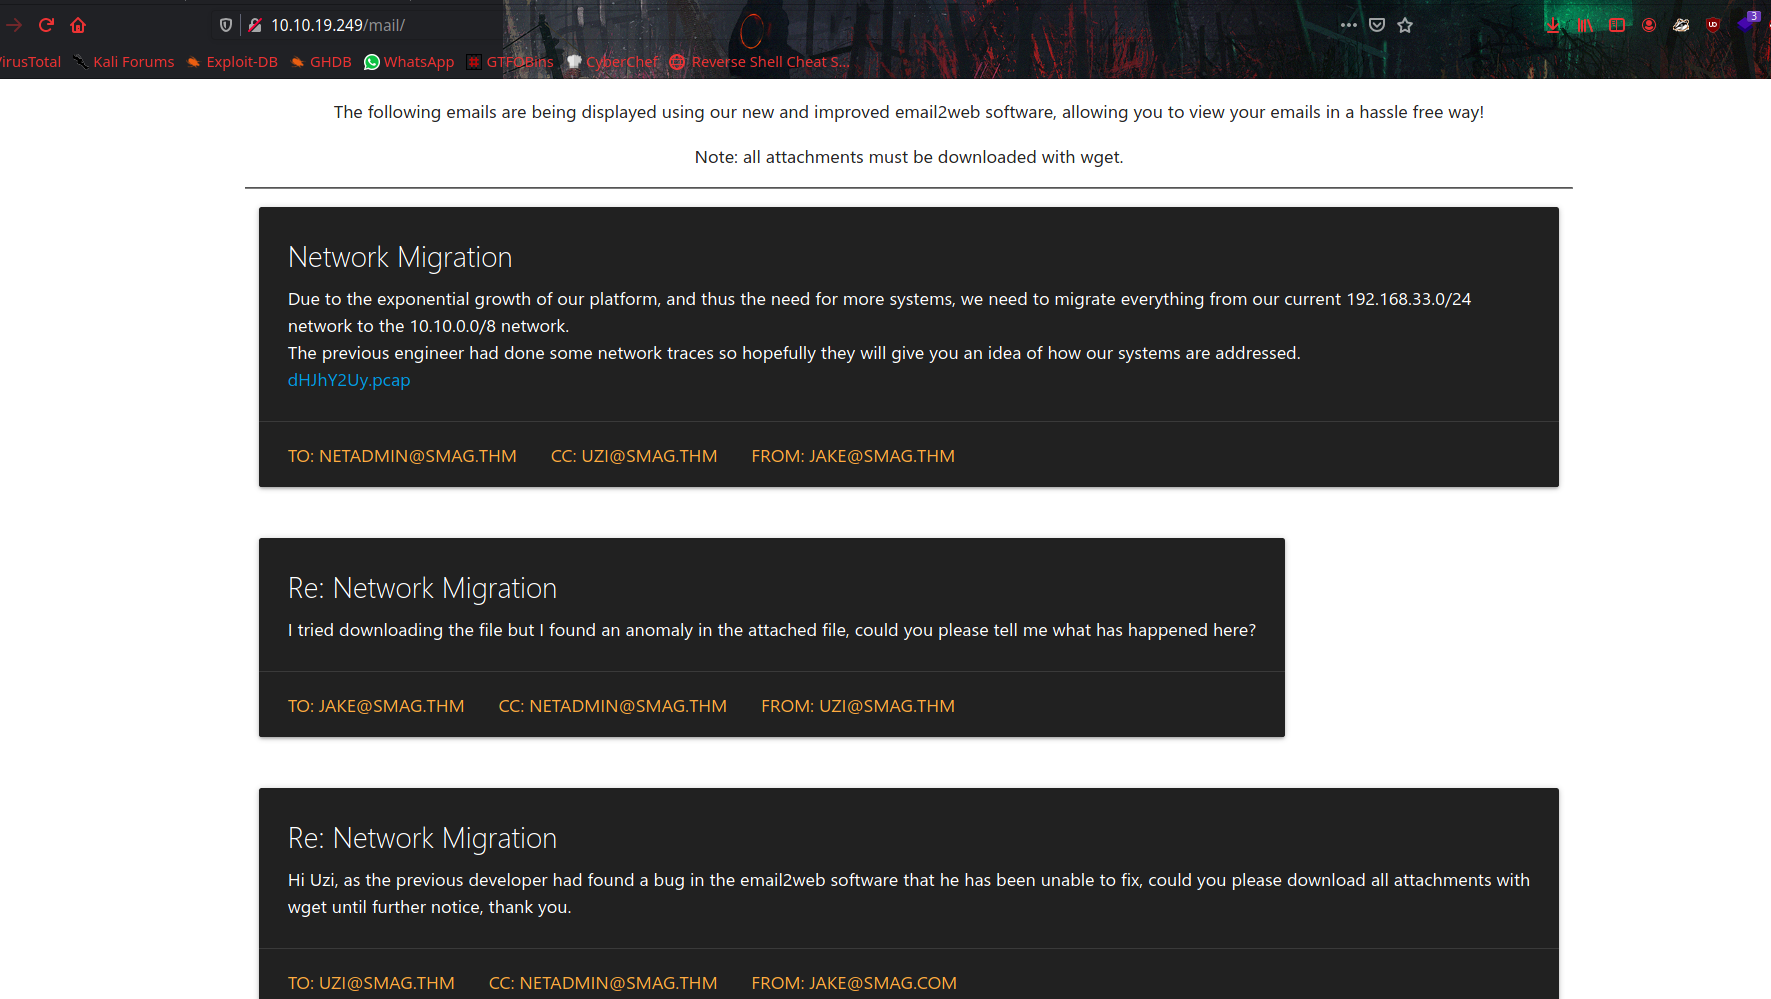 10.10.19.249/mail/
irusTotal Kali Forums Exploit-DB GHDB WhatsApp GTFOBins CyberChef Reverse Shell Cheat S...
3
The following emails are being displayed using our new and improved email2web software, allowing you to view your emails in a hassle free way!
Note: all attachments must be downloaded with wget.
Network Migration
Due to the exponential growth of our platform, and thus the need for more systems, we need to migrate everything from our current 192.168.33.0/24
network to the 10.10.0.0/8 network.
The previous engineer had done some network traces so hopefully they will give you an idea of how our systems are addressed.
dHJhY2Uy.pcap
TO: NETADMIN@SMAG.THM CC: UZI@SMAG.THM FROM: JAKE@SMAG.THM
Re: Network Migration
I tried downloading the file but I found an anomaly in the attached file, could you please tell me what has happened here?
TO: JAKE@SMAG.THM CC: NETADMIN@SMAG.THM FROM: UZI@SMAG.THM
Re: Network Migration
Hi Uzi, as the previous developer had found a bug in the email2web software that he has been unable to fix, could you please download all attachments with
wget until further notice, thank you.
TO: UZI@SMAG.THM CC: NETADMIN@SMAG.THM FROM: JAKE@SMAG.COM